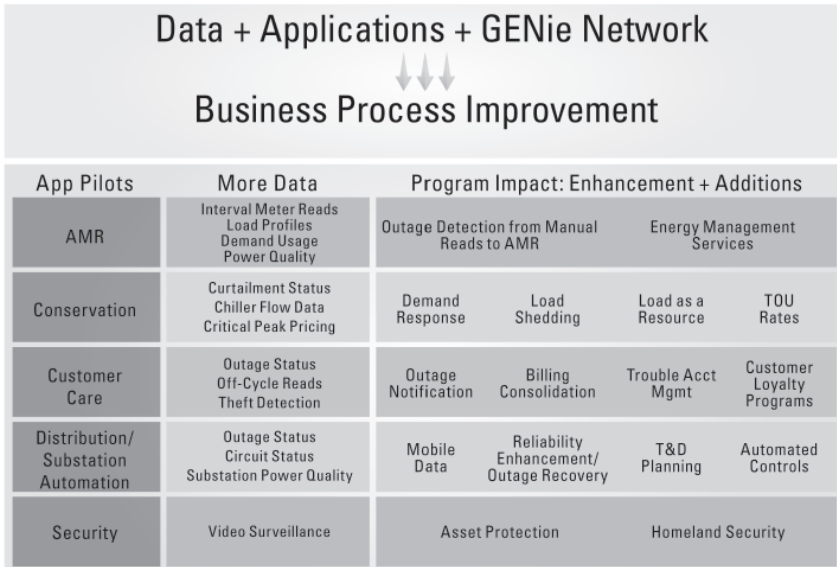 Data + Applications + GENie Network
Business Process Improvement
App Pilots
More Data
Program Impact: Enhancement + Additions
AMR
Interval Meter Reads
Load Profiles
Demand Usage
Power Quality
Outage Detection from Manual
Reads to AMR
Energy Management
Services
Conservation
Curtailment Status
Chiller Flow Data
Critical Peak Pricing
Demand
Response
Load
Shedding
Load as a
Resource
TOU
Rates
Customer
Care
Outage Status
Off-Cycle Reads
Theft Detection
Outage
Notification
Billing
Consolidation
Trouble Acct
Mgmt
Customer
Loyalty
Programs
Distribution/
Substation
Automation
Outage Status
Circuit Status
Substation Power Quality
Mobile
Data
Reliability
Enhancement/
Outage Recovery
T&D
Planning
Automated
Controls
Security
Video Surveillance
Asset Protection
Homeland Security